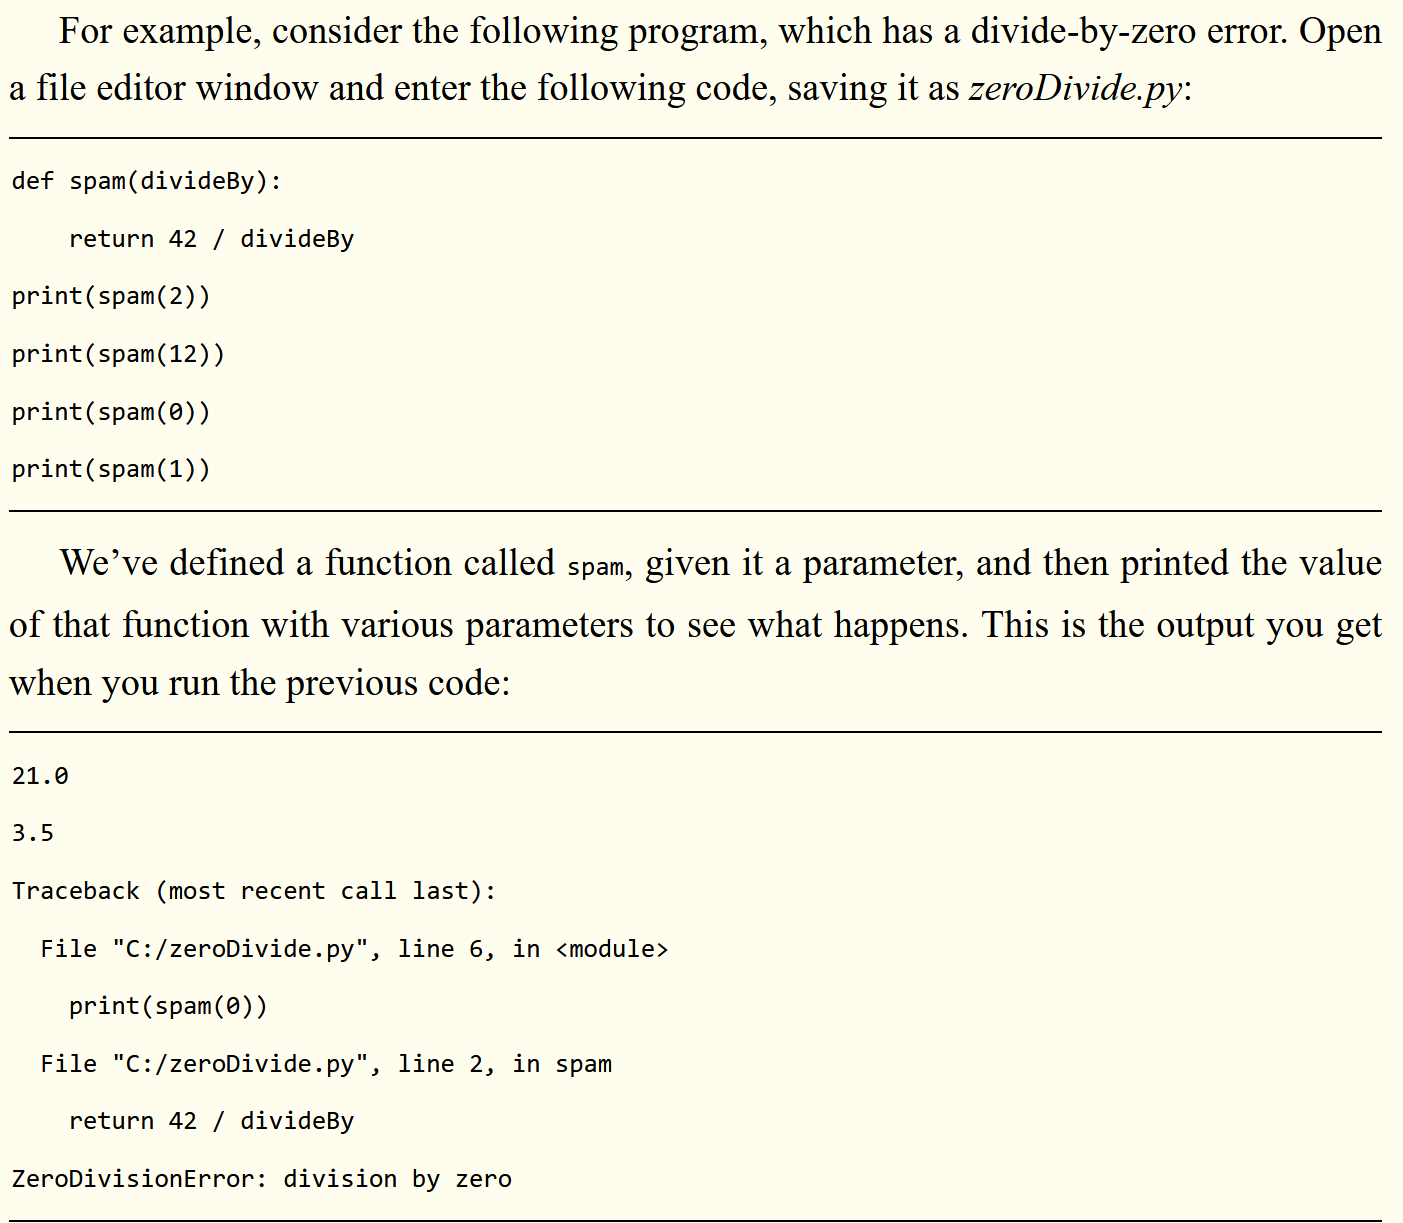 For example, consider the following program, which has a divide-by-zero error. Open
a file editor window and enter the following code, saving it as zeroDivide.py:
def spam(divideBy):
    return 42 / divideBy
print(spam(2))
print(spam(12))
print(spam(0))
print(spam(1))
We’ve defined a function called spam, given it a parameter, and then printed the value
of that function with various parameters to see what happens. This is the output you get
when you run the previous code:
21.0
3.5
Traceback (most recent call last):
  File "C:/zeroDivide.py", line 6, in <module>
    print(spam(0))
  File "C:/zeroDivide.py", line 2, in spam
    return 42 / divideBy
ZeroDivisionError: division by zero